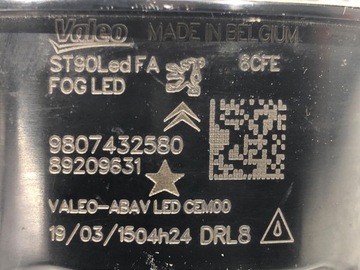 Valeo MADE IN BELGIUM
ST90Led FA 6CFE
FOG LED
9807432580
89209631
VALEO-ABAV LED CEM00
19/03/1504h24 DRL8